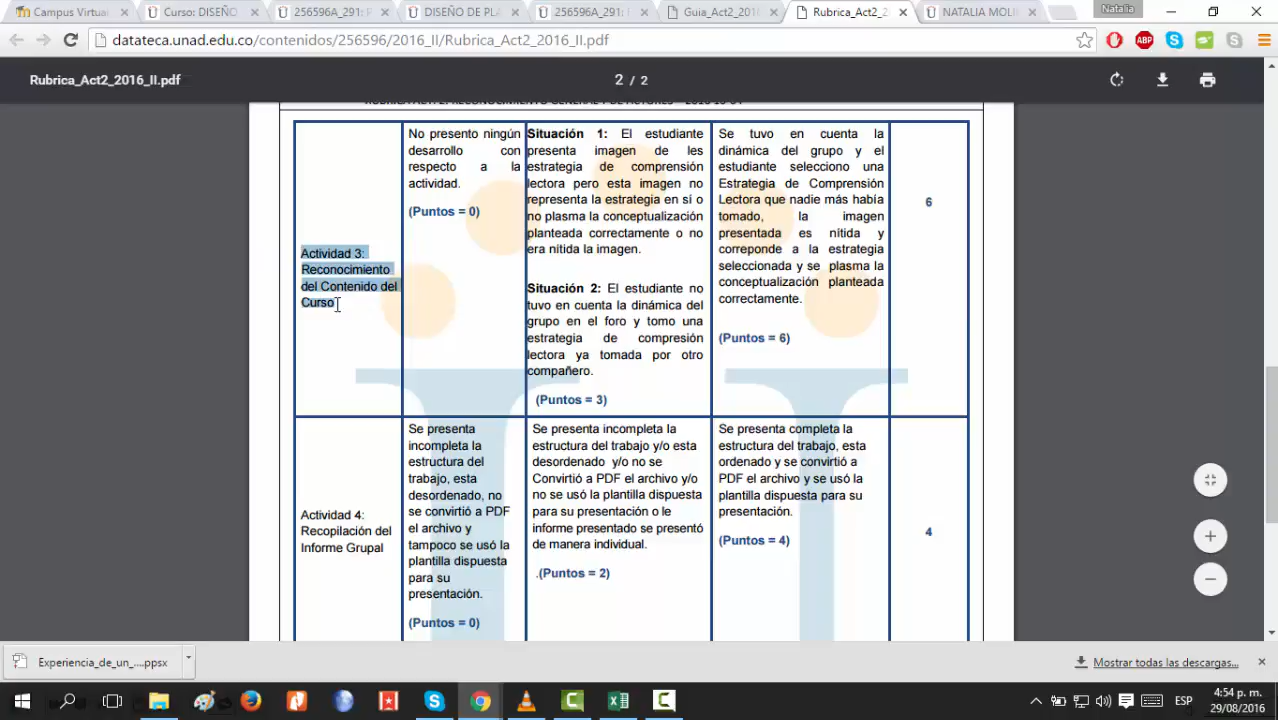 Campus Virtua
Curso: DISEÑO
256596A_291:
DISEÑO DE PLA
256596A_291:
Guia_Act2_2016
Rubrica_Act2_2016
NATALIA MOLI
Natalia
datateca.unad.edu.co/contenidos/256596/2016_II/Rubrica_Act2_2016_II.pdf
ABP
Rubrica_Act2_2016_II.pdf
2 / 2
No presento ningún
desarrollo con
respecto a la
actividad.
(Puntos = 0)
Situación 1: El estudiante
presenta imagen de les
estrategia de comprensión
lectora pero esta imagen no
representa la estrategia en si o
no plasma la conceptualización
planteada correctamente o no
era nítida la imagen.
Situación 2: El estudiante no
tuvo en cuenta la dinámica del
grupo en el foro y tomo una
estrategia de compresión
lectora ya tomada por otro
compañero.
(Puntos = 3)
Se tuvo en cuenta la
dinámica del grupo y el
estudiante selecciono una
Estrategia de Comprensión
Lectora que nadie más había
tomado, la imagen
presentada es nítida y
correponde a la estrategia
seleccionada y se plasma la
conceptualización planteada
correctamente.
(Puntos = 6)
6
Actividad 3:
Reconocimiento
del Contenido del
Curso
Actividad 4:
Recopilación del
Informe Grupal
Se presenta
incompleta la
estructura del
trabajo, esta
desordenado, no
se convirtió a PDF
el archivo y
tampoco se usó la
plantilla dispuesta
para su
presentación.
(Puntos = 0)
Se presenta incompleta la
estructura del trabajo y/o esta
desordenado y/o no se
Convirtió a PDF el archivo y/o
no se usó la plantilla dispuesta
para su presentación o le
informe presentado se presentó
de manera individual.
.(Puntos = 2)
Se presenta completa la
estructura del trabajo, esta
ordenado y se convirtió a
PDF el archivo y se usó la
plantilla dispuesta para su
presentación.
(Puntos = 4)
4
Experiencia_de_un_....ppsx
Mostrar todas las descargas...
ESP
4:54 p. m.
29/08/2016